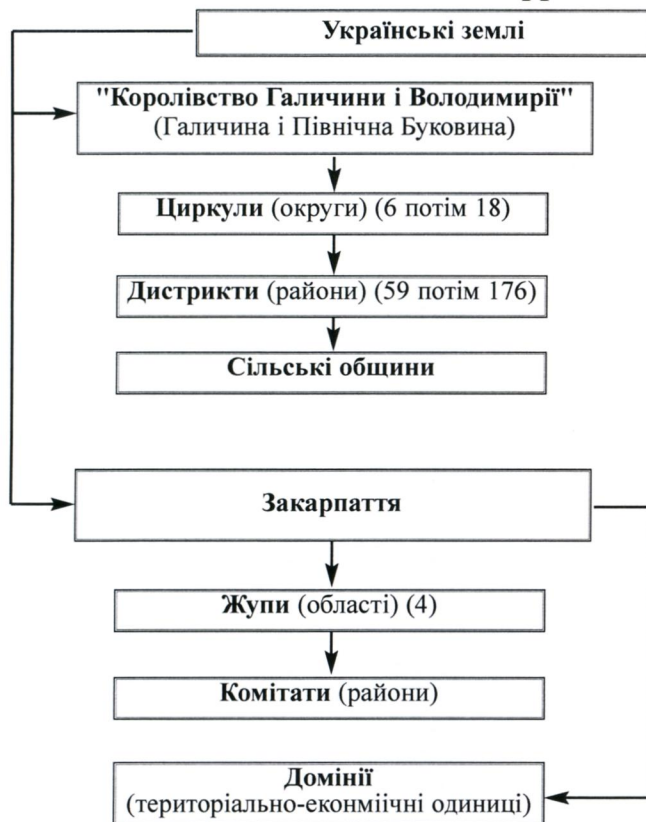 Українські землі
"Королівство Галичини і Володимирії"
(Галичина і Північна Буковина)
Циркули (округи) (6 потім 18)
Дистрикти (райони) (59 потім 176)
Сільські общини
Закарпаття
Жупи (області) (4)
Комітати (райони)
Домінії
(територіально-еконміічні одиниці)